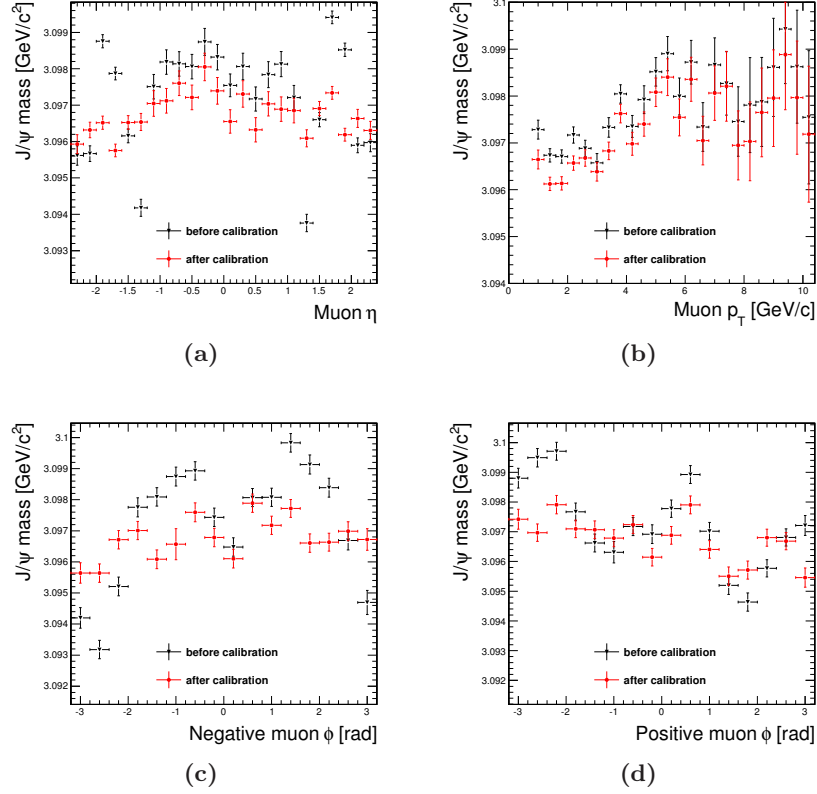 J/ψ mass [GeV/c²]
3.099
3.098
3.097
3.096
3.095
3.094
3.093
before calibration
after calibration
-2 -1.5 -1 -0.5 0 0.5 1 1.5 2
Muon η
(a)
J/ψ mass [GeV/c²]
3.1
3.099
3.098
3.097
3.096
3.095
3.094
before calibration
after calibration
0 2 4 6 8 10
Muon p_T [GeV/c]
(b)
J/ψ mass [GeV/c²]
3.1
3.099
3.098
3.097
3.096
3.095
3.094
3.093
3.092
before calibration
after calibration
-3 -2 -1 0 1 2 3
Negative muon ϕ [rad]
(c)
J/ψ mass [GeV/c²]
3.1
3.099
3.098
3.097
3.096
3.095
3.094
3.093
3.092
before calibration
after calibration
-3 -2 -1 0 1 2 3
Positive muon ϕ [rad]
(d)